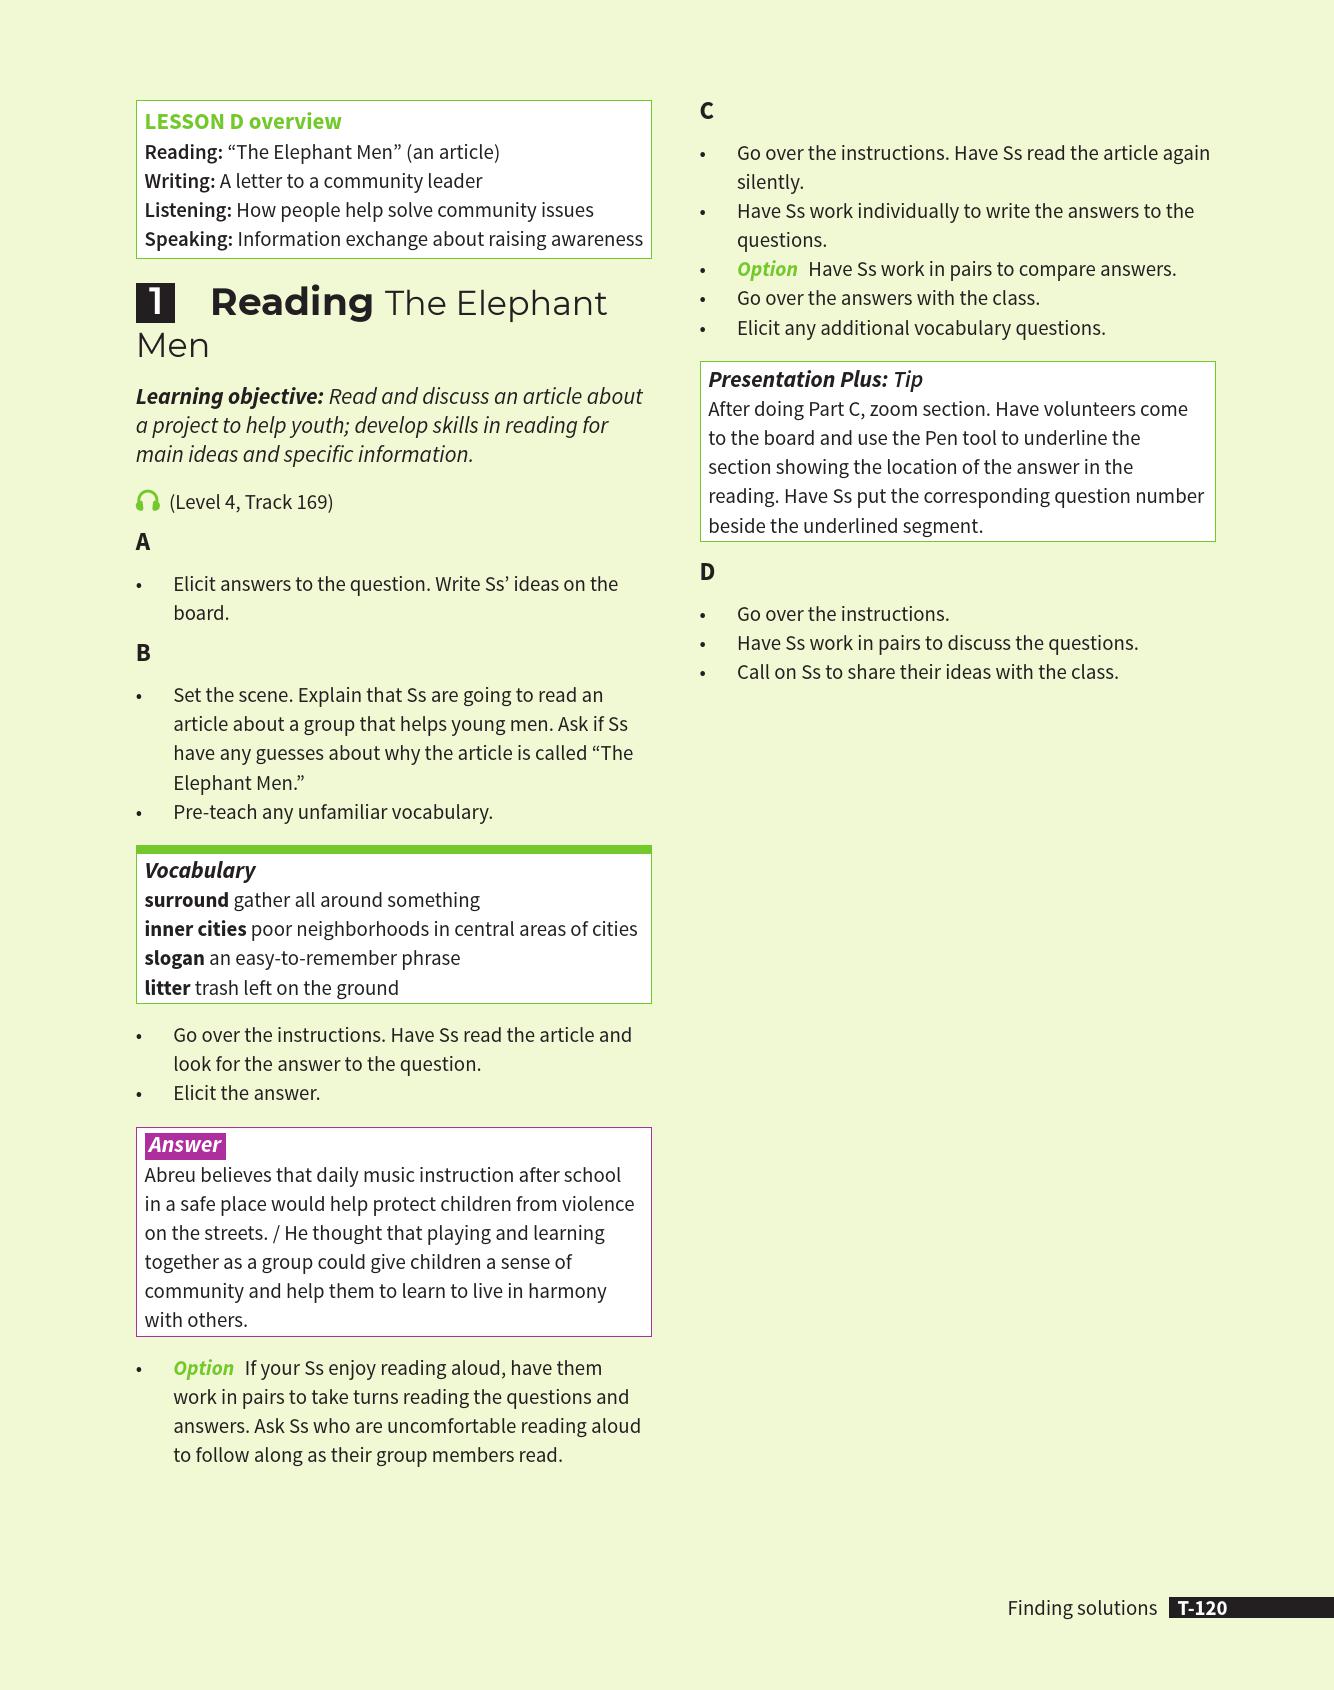 LESSON D overview
Reading: “The Elephant Men” (an article)
Writing: A letter to a community leader
Listening: How people help solve community issues
Speaking: Information exchange about raising awareness
1 Reading The Elephant
Men
Learning objective: Read and discuss an article about
a project to help youth; develop skills in reading for
main ideas and specific information.
(Level 4, Track 169)
A
• Elicit answers to the question. Write Ss’ ideas on the
board.
B
• Set the scene. Explain that Ss are going to read an
article about a group that helps young men. Ask if Ss
have any guesses about why the article is called “The
Elephant Men.”
• Pre-teach any unfamiliar vocabulary.
Vocabulary
surround gather all around something
inner cities poor neighborhoods in central areas of cities
slogan an easy-to-remember phrase
litter trash left on the ground
• Go over the instructions. Have Ss read the article and
look for the answer to the question.
• Elicit the answer.
Answer
Abreu believes that daily music instruction after school
in a safe place would help protect children from violence
on the streets. / He thought that playing and learning
together as a group could give children a sense of
community and help them to learn to live in harmony
with others.
• Option If your Ss enjoy reading aloud, have them
work in pairs to take turns reading the questions and
answers. Ask Ss who are uncomfortable reading aloud
to follow along as their group members read.
C
• Go over the instructions. Have Ss read the article again
silently.
• Have Ss work individually to write the answers to the
questions.
• Option Have Ss work in pairs to compare answers.
• Go over the answers with the class.
• Elicit any additional vocabulary questions.
Presentation Plus: Tip
After doing Part C, zoom section. Have volunteers come
to the board and use the Pen tool to underline the
section showing the location of the answer in the
reading. Have Ss put the corresponding question number
beside the underlined segment.
D
• Go over the instructions.
• Have Ss work in pairs to discuss the questions.
• Call on Ss to share their ideas with the class.
Finding solutions T-120